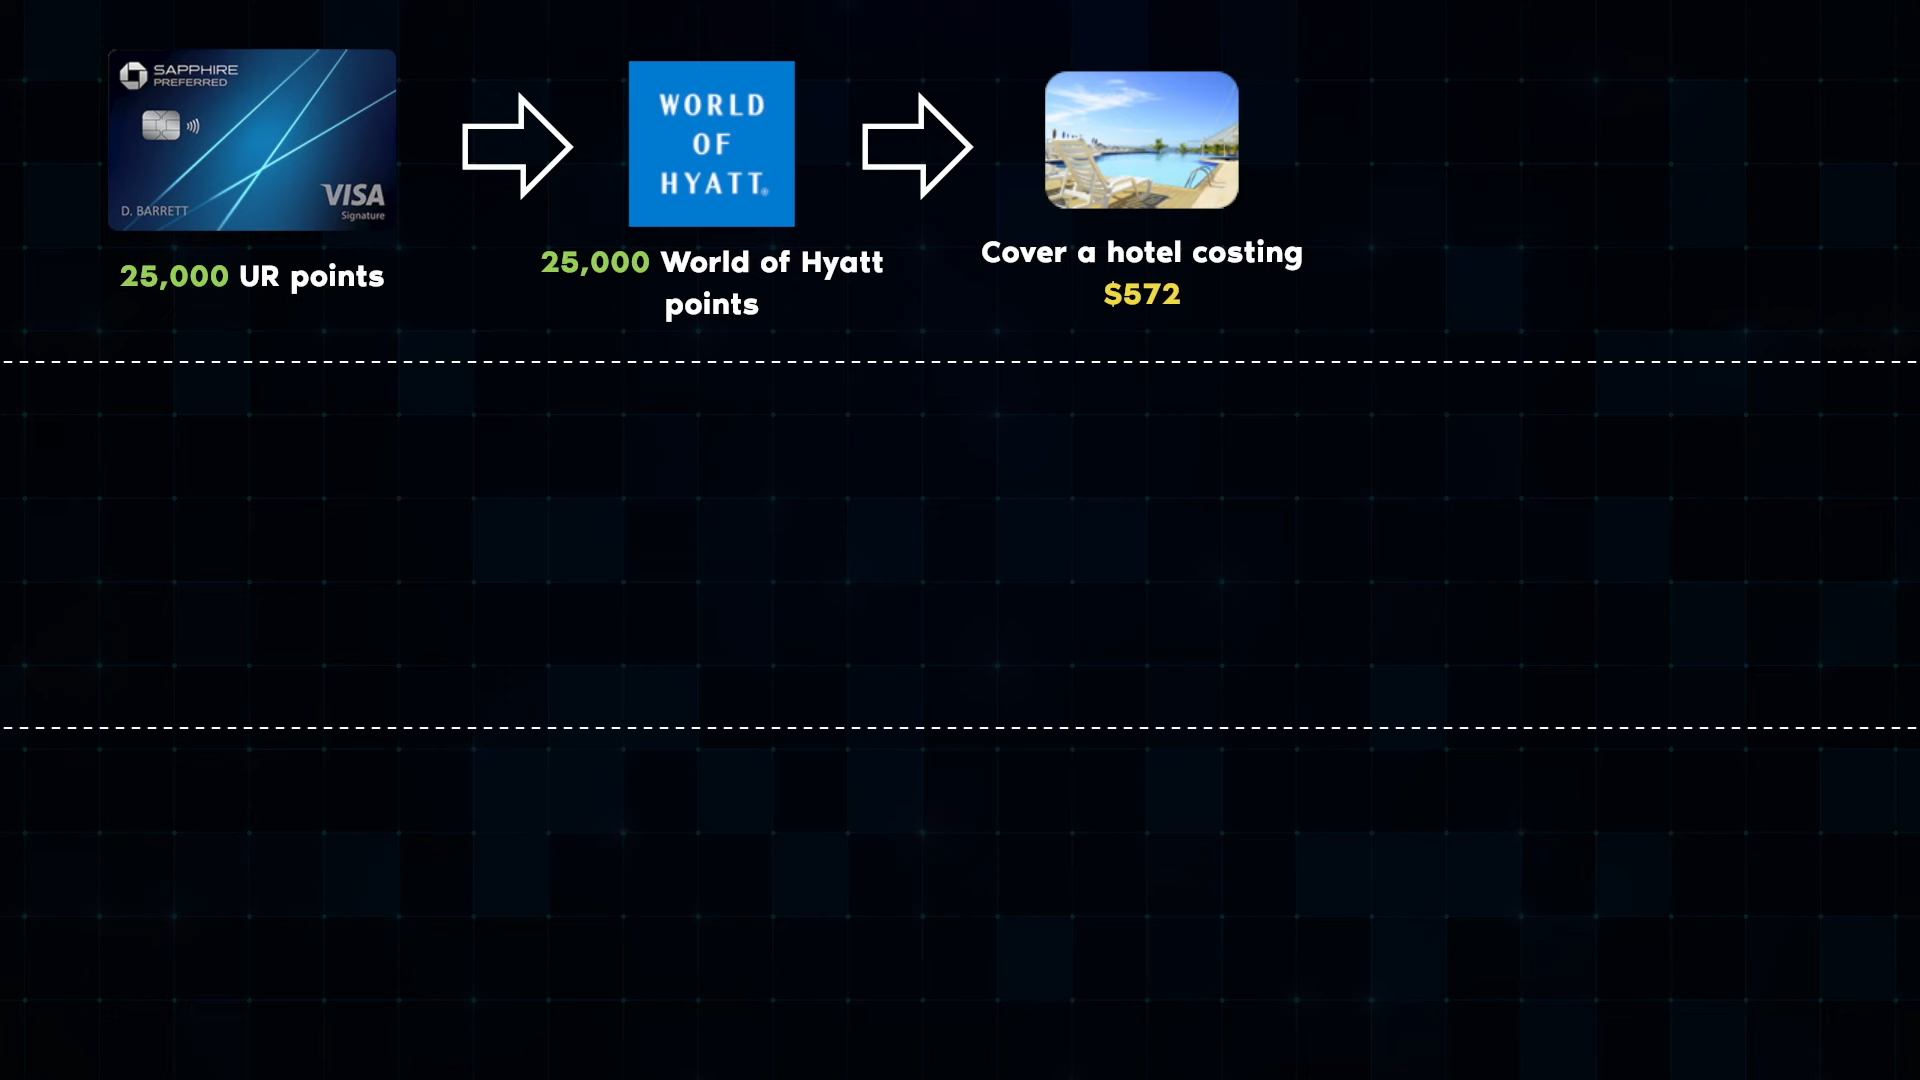 SAPPHIRE
PREFERRED
D. BARRETT
VISA
Signature
25,000 UR points
WORLD
OF
HYATT®
25,000 World of Hyatt
points
Cover a hotel costing
$572